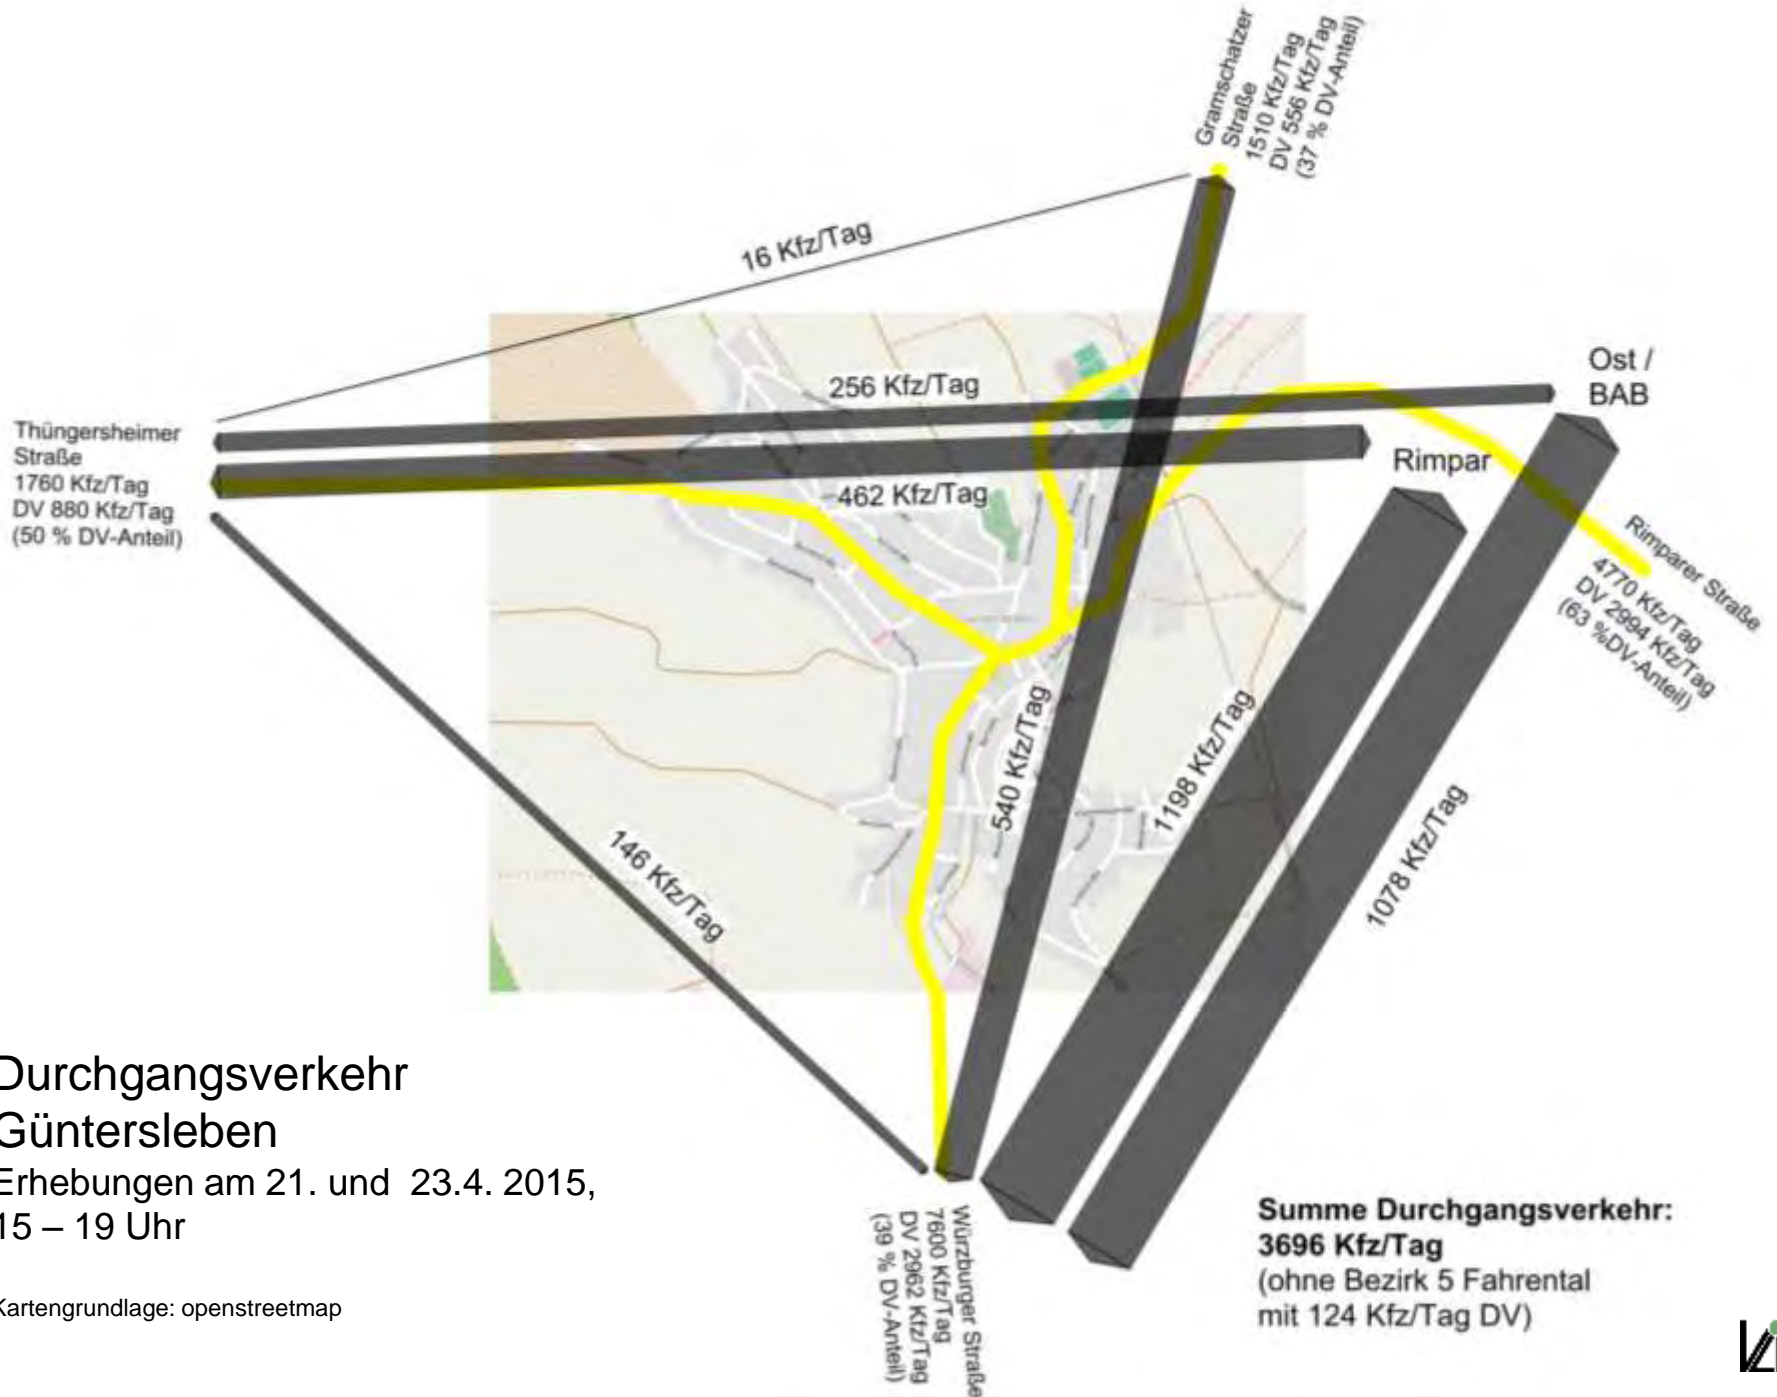 Gramschatzer
Straße
1510 Kfz/Tag
DV 556 Kfz/Tag
(37 % DV-Anteil)
16 Kfz/Tag
Ost /
BAB
256 Kfz/Tag
Thüngersheimer
Straße
1760 Kfz/Tag
DV 880 Kfz/Tag
(50 % DV-Anteil)
Rimpar
462 Kfz/Tag
Rimparer Straße
4770 Kfz/Tag
DV 2994 Kfz/Tag
(63 %DV-Anteil)
540 Kfz/Tag
1198 Kfz/Tag
1078 Kfz/Tag
146 Kfz/Tag
Durchgangsverkehr
Güntersleben
Erhebungen am 21. und 23.4. 2015,
15 – 19 Uhr
Kartengrundlage: openstreetmap
Würzburger Straße
7600 Kfz/Tag
DV 2962 Kfz/Tag
(39 % DV-Anteil)
Summe Durchgangsverkehr:
3696 Kfz/Tag
(ohne Bezirk 5 Fahrental
mit 124 Kfz/Tag DV)